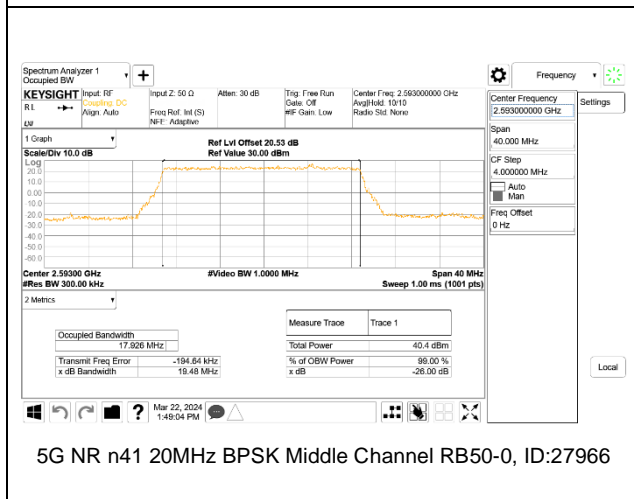 Spectrum Analyzer 1
Occupied BW
+
Frequency
KEYSIGHT Input: RF Input Z: 50 Ω Atten: 30 dB Trig: Free Run Center Freq: 2.593000000 GHz
RL Coupling: DC Gate: Off Avg|Hold: 10/10
Align: Auto Freq Ref: Int (S) #IF Gain: Low Radio Std: None
NFE: Adaptive
Center Frequency
2.593000000 GHz
Settings
Span
40.000 MHz
CF Step
4.000000 MHz
Auto
Man
Freq Offset
0 Hz
Local
1 Graph
Ref Lvl Offset 20.53 dB
Scale/Div 10.0 dB Ref Value 30.00 dBm
Log
20.0
10.0
0.00
-10.0
-20.0
-30.0
-40.0
-50.0
-60.0
Center 2.59300 GHz #Video BW 1.0000 MHz Span 40 MHz
#Res BW 300.00 kHz Sweep 1.00 ms (1001 pts)
2 Metrics
Measure Trace Trace 1
Occupied Bandwidth
17.926 MHz Total Power 40.4 dBm
Transmit Freq Error -194.64 kHz % of OBW Power 99.00 %
x dB Bandwidth 19.48 MHz x dB -26.00 dB
? Mar 22, 2024
1:49:04 PM
5G NR n41 20MHz BPSK Middle Channel RB50-0, ID:27966